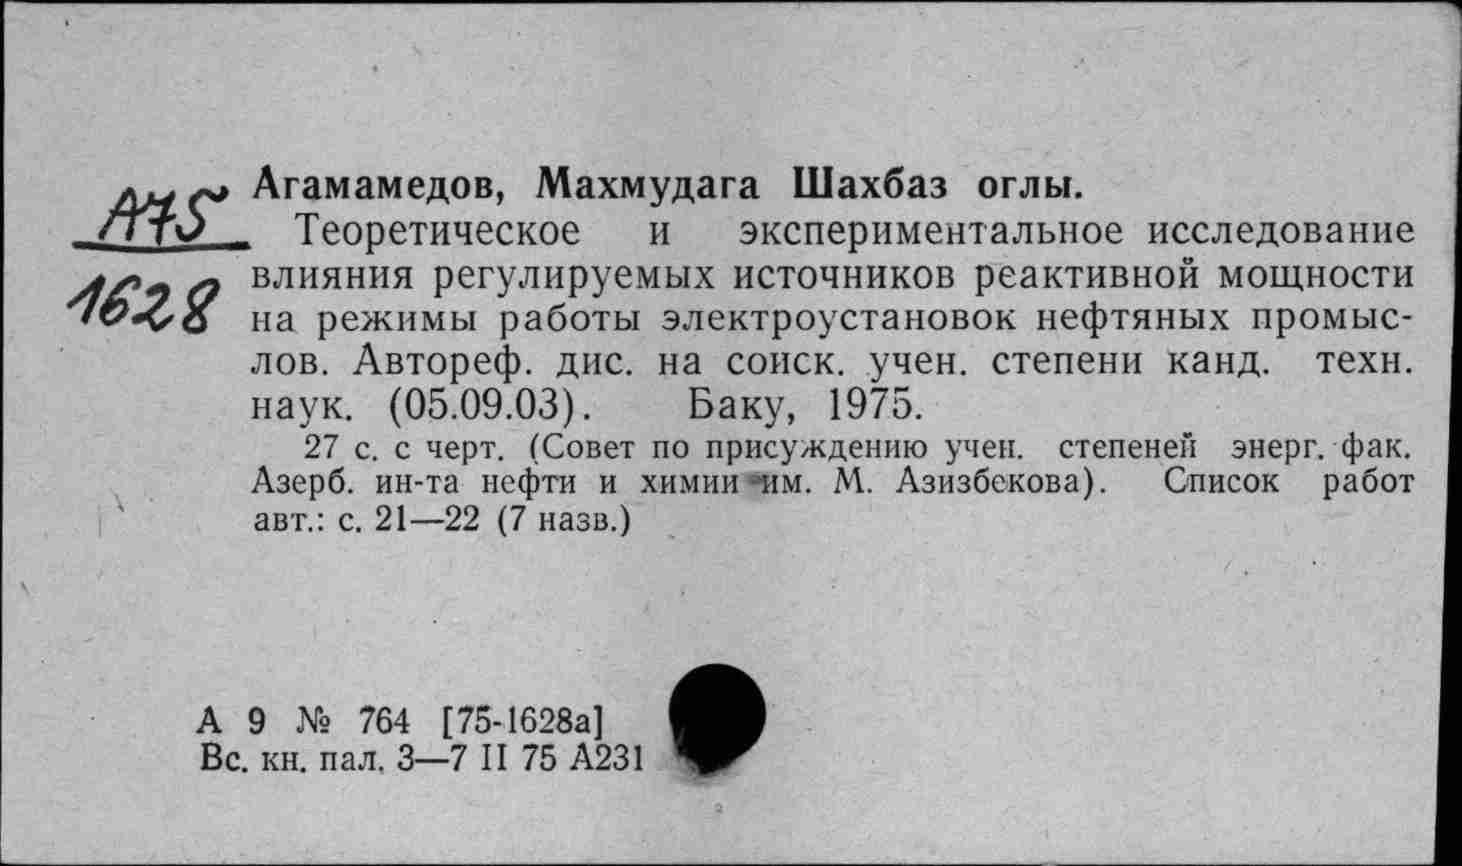 А75
1628
Агамамедов, Махмудага Шахбаз оглы.
Теоретическое и экспериментальное исследование
влияния регулируемых источников реактивной мощности
на режимы работы электроустановок нефтяных промыс-
лов. Автореф. дис. на соиск. учен. степени канд. техн.
наук. (05.09.03). Баку, 1975.
27 с. с черт. (Совет по присуждению учен. степеней энерг. фак.
Азерб. ин-та нефти и химии им. М. Азизбекова). Список работ
авт.: с. 21—22 (7 назв.)
А 9 № 764 [75-1628а]
Вс. кн. пал. 3—7 II 75 А231